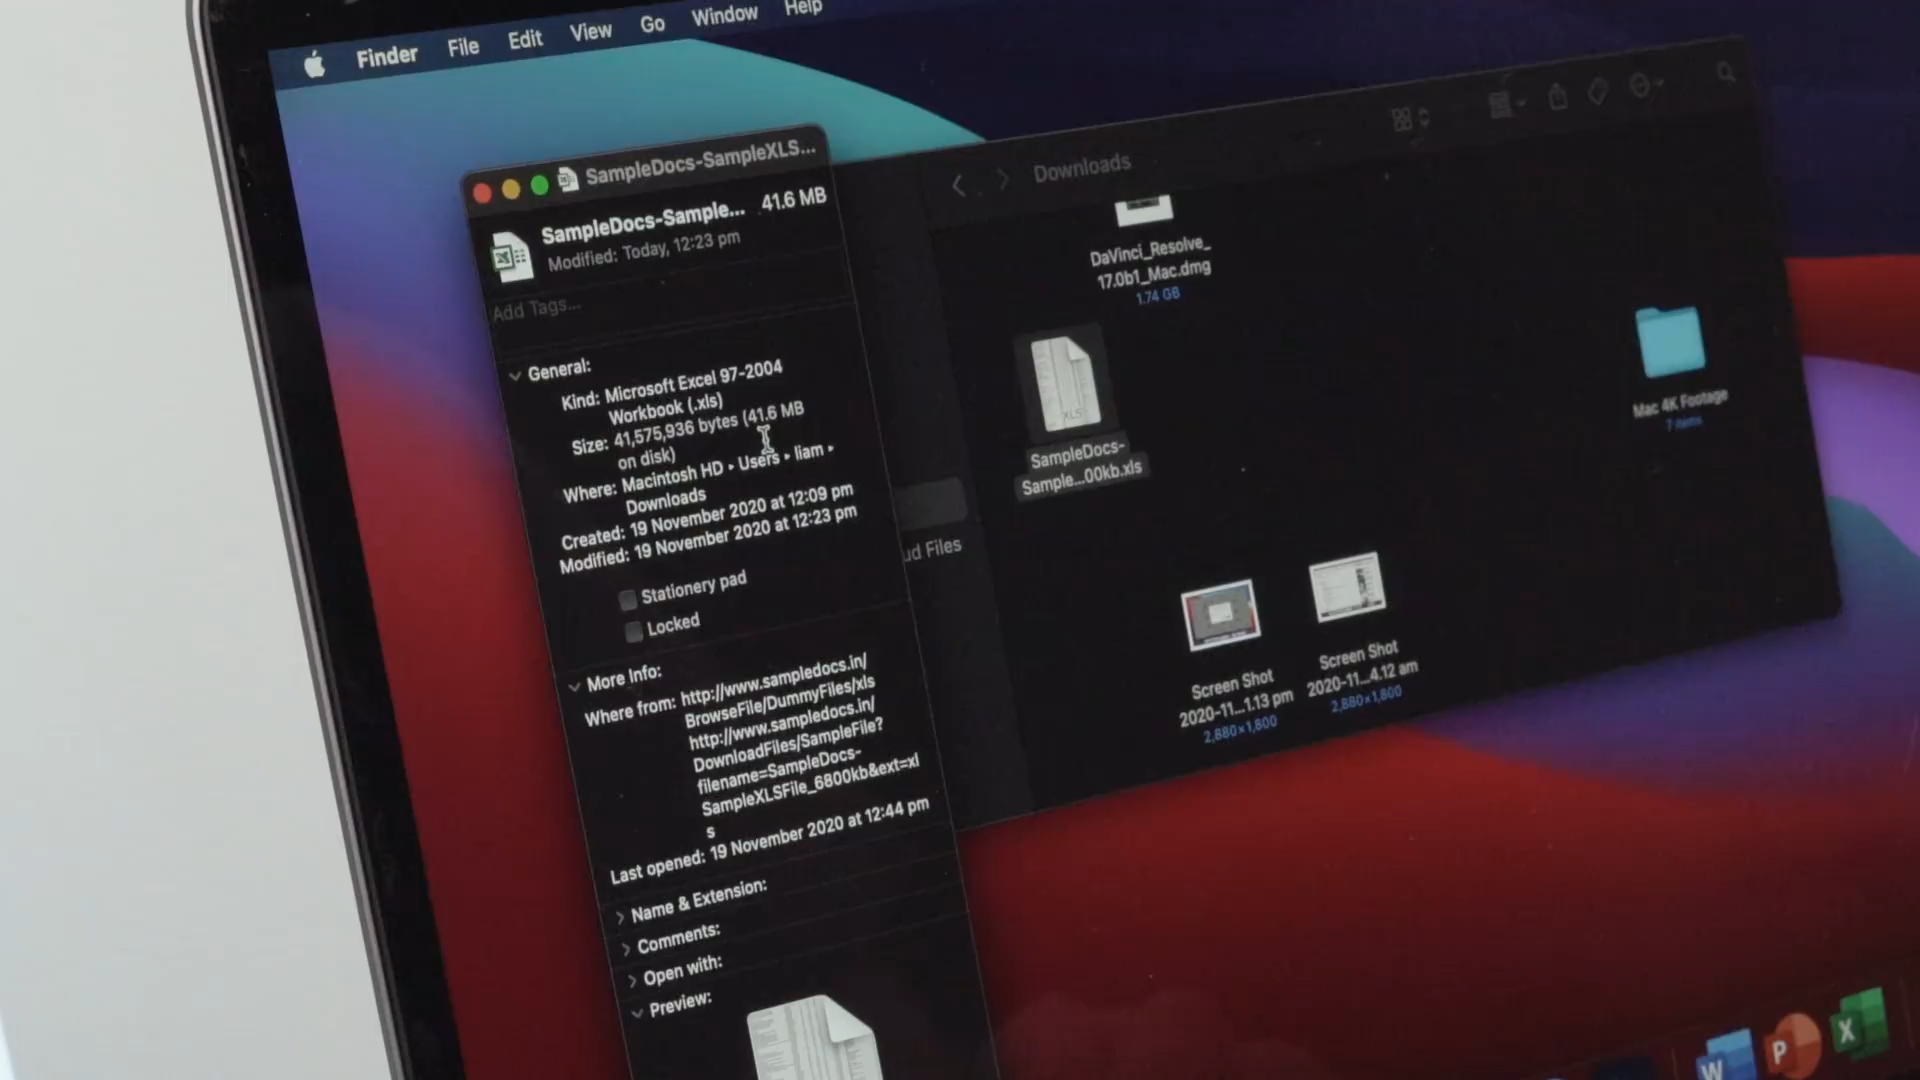 Finder File Edit View Go Window Help
SampleDocs-SampleXLS...
SampleDocs-Sample... 41.6 MB
Modified: Today, 12:23 pm
Add Tags...
General:
Kind: Microsoft Excel 97-2004
Workbook (.xls)
Size: 41,575,936 bytes (41.6 MB
on disk)
Where: Macintosh HD ▸ Users ▸ liam ▸
Downloads
Created: 19 November 2020 at 12:09 pm
Modified: 19 November 2020 at 12:23 pm
Stationery pad
Locked
More Info:
Where from: http://www.sampledocs.in/
BrowseFile/DummyFiles/xls
http://www.sampledocs.in/
DownloadFiles/SampleFile?
filename=SampleDocs-
SampleXLSFile_6800kb&ext=xl
s
Last opened: 19 November 2020 at 12:44 pm
Name & Extension:
Comments:
Open with:
Preview:
Downloads
DaVinci_Resolve_
17.0b1_Mac.dmg
1.74 GB
XLS
SampleDocs-
Sample...00kb.xls
Mac 4K Footage
7 items
ud Files
Screen Shot
2020-11...1.13 pm
2,880×1,800
Screen Shot
2020-11...4.12 am
2,880×1,800
W
P
X